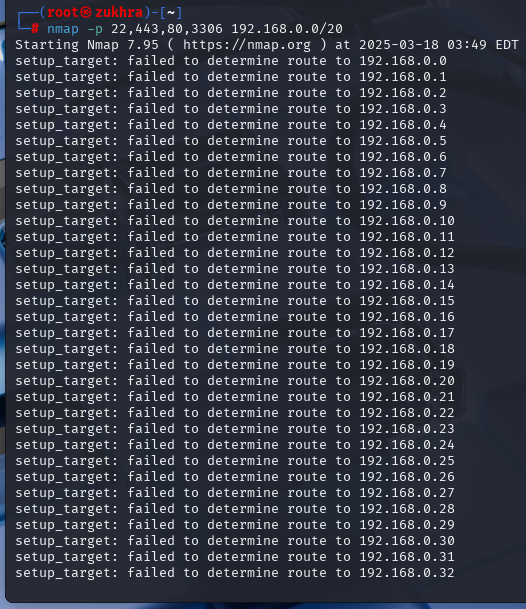 ┌──(root㉿zukhra)-[~]
└─# nmap -p 22,443,80,3306 192.168.0.0/20
Starting Nmap 7.95 ( https://nmap.org ) at 2025-03-18 03:49 EDT
setup_target: failed to determine route to 192.168.0.0
setup_target: failed to determine route to 192.168.0.1
setup_target: failed to determine route to 192.168.0.2
setup_target: failed to determine route to 192.168.0.3
setup_target: failed to determine route to 192.168.0.4
setup_target: failed to determine route to 192.168.0.5
setup_target: failed to determine route to 192.168.0.6
setup_target: failed to determine route to 192.168.0.7
setup_target: failed to determine route to 192.168.0.8
setup_target: failed to determine route to 192.168.0.9
setup_target: failed to determine route to 192.168.0.10
setup_target: failed to determine route to 192.168.0.11
setup_target: failed to determine route to 192.168.0.12
setup_target: failed to determine route to 192.168.0.13
setup_target: failed to determine route to 192.168.0.14
setup_target: failed to determine route to 192.168.0.15
setup_target: failed to determine route to 192.168.0.16
setup_target: failed to determine route to 192.168.0.17
setup_target: failed to determine route to 192.168.0.18
setup_target: failed to determine route to 192.168.0.19
setup_target: failed to determine route to 192.168.0.20
setup_target: failed to determine route to 192.168.0.21
setup_target: failed to determine route to 192.168.0.22
setup_target: failed to determine route to 192.168.0.23
setup_target: failed to determine route to 192.168.0.24
setup_target: failed to determine route to 192.168.0.25
setup_target: failed to determine route to 192.168.0.26
setup_target: failed to determine route to 192.168.0.27
setup_target: failed to determine route to 192.168.0.28
setup_target: failed to determine route to 192.168.0.29
setup_target: failed to determine route to 192.168.0.30
setup_target: failed to determine route to 192.168.0.31
setup_target: failed to determine route to 192.168.0.32